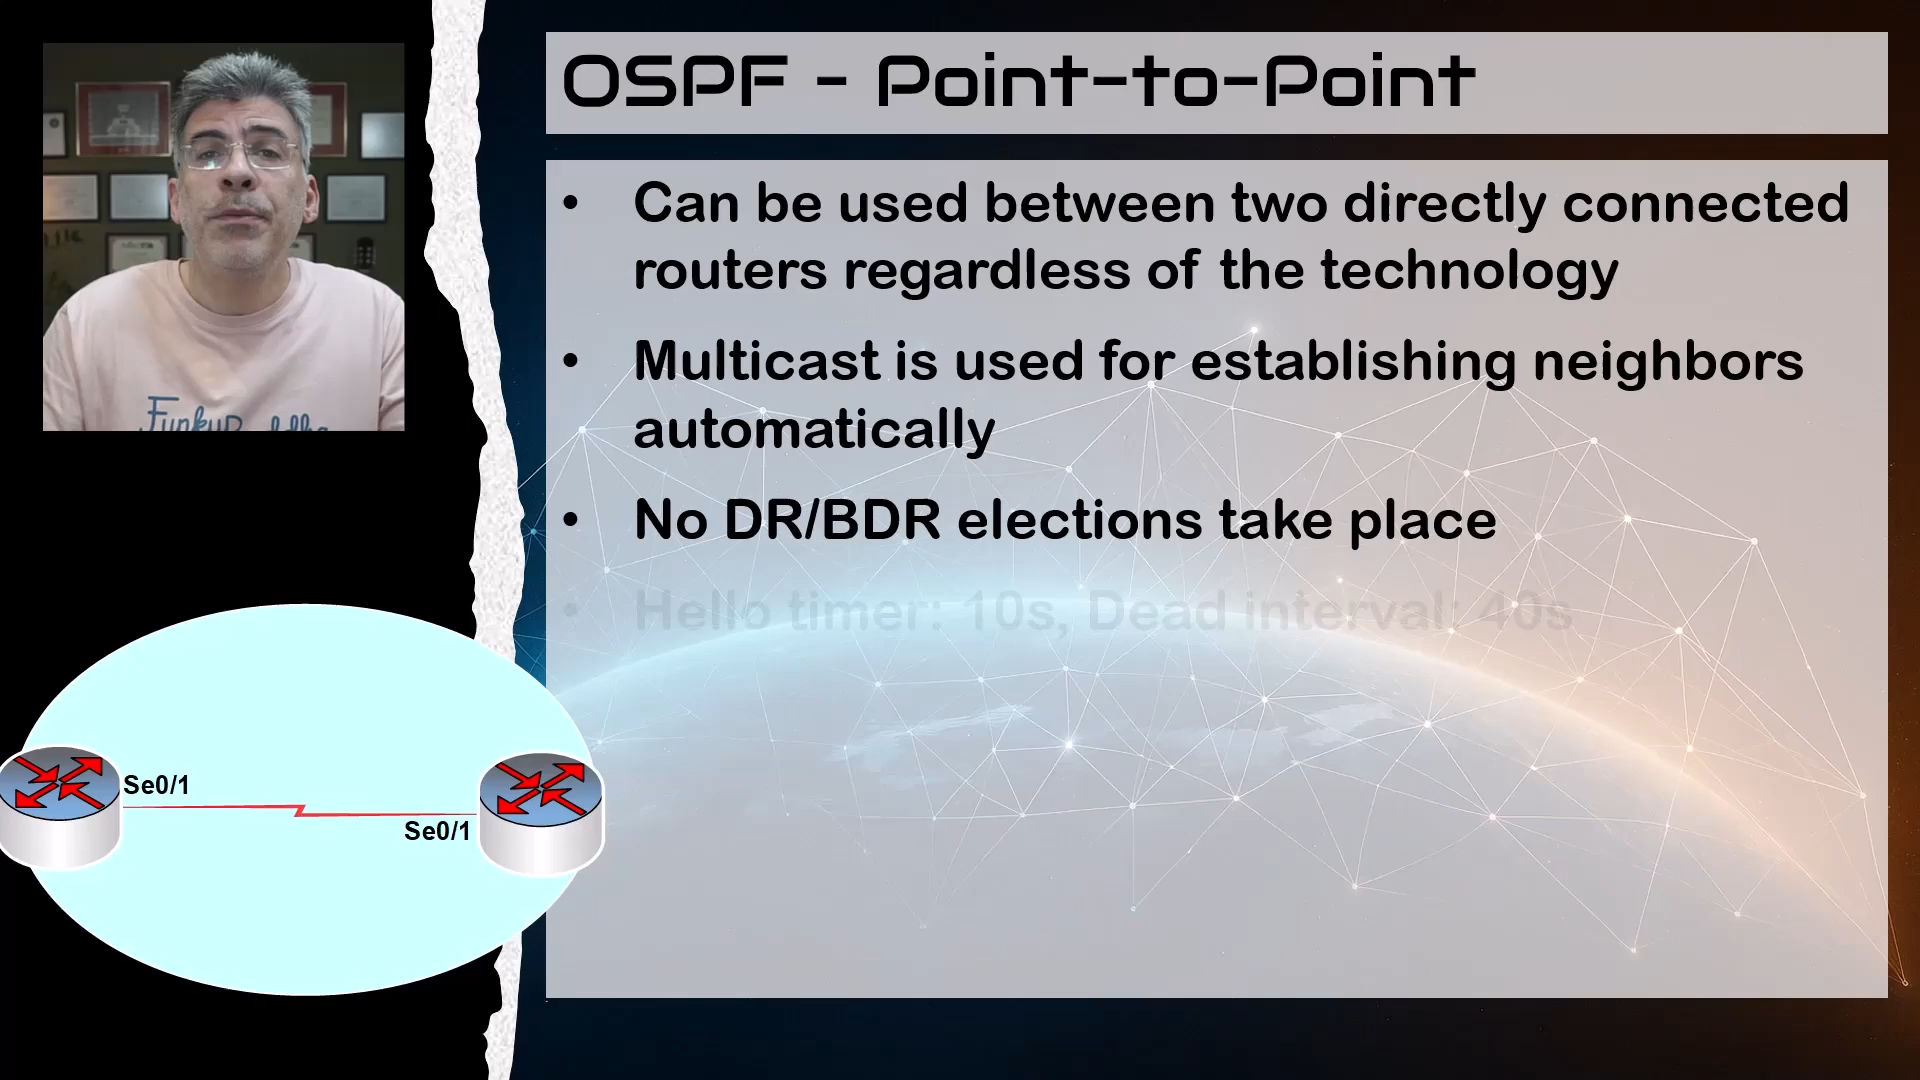 OSPF - Point-to-Point
• Can be used between two directly connected
routers regardless of the technology
• Multicast is used for establishing neighbors
automatically
• No DR/BDR elections take place
• Hello timer: 10s, Dead interval: 40s
Se0/1
Se0/1